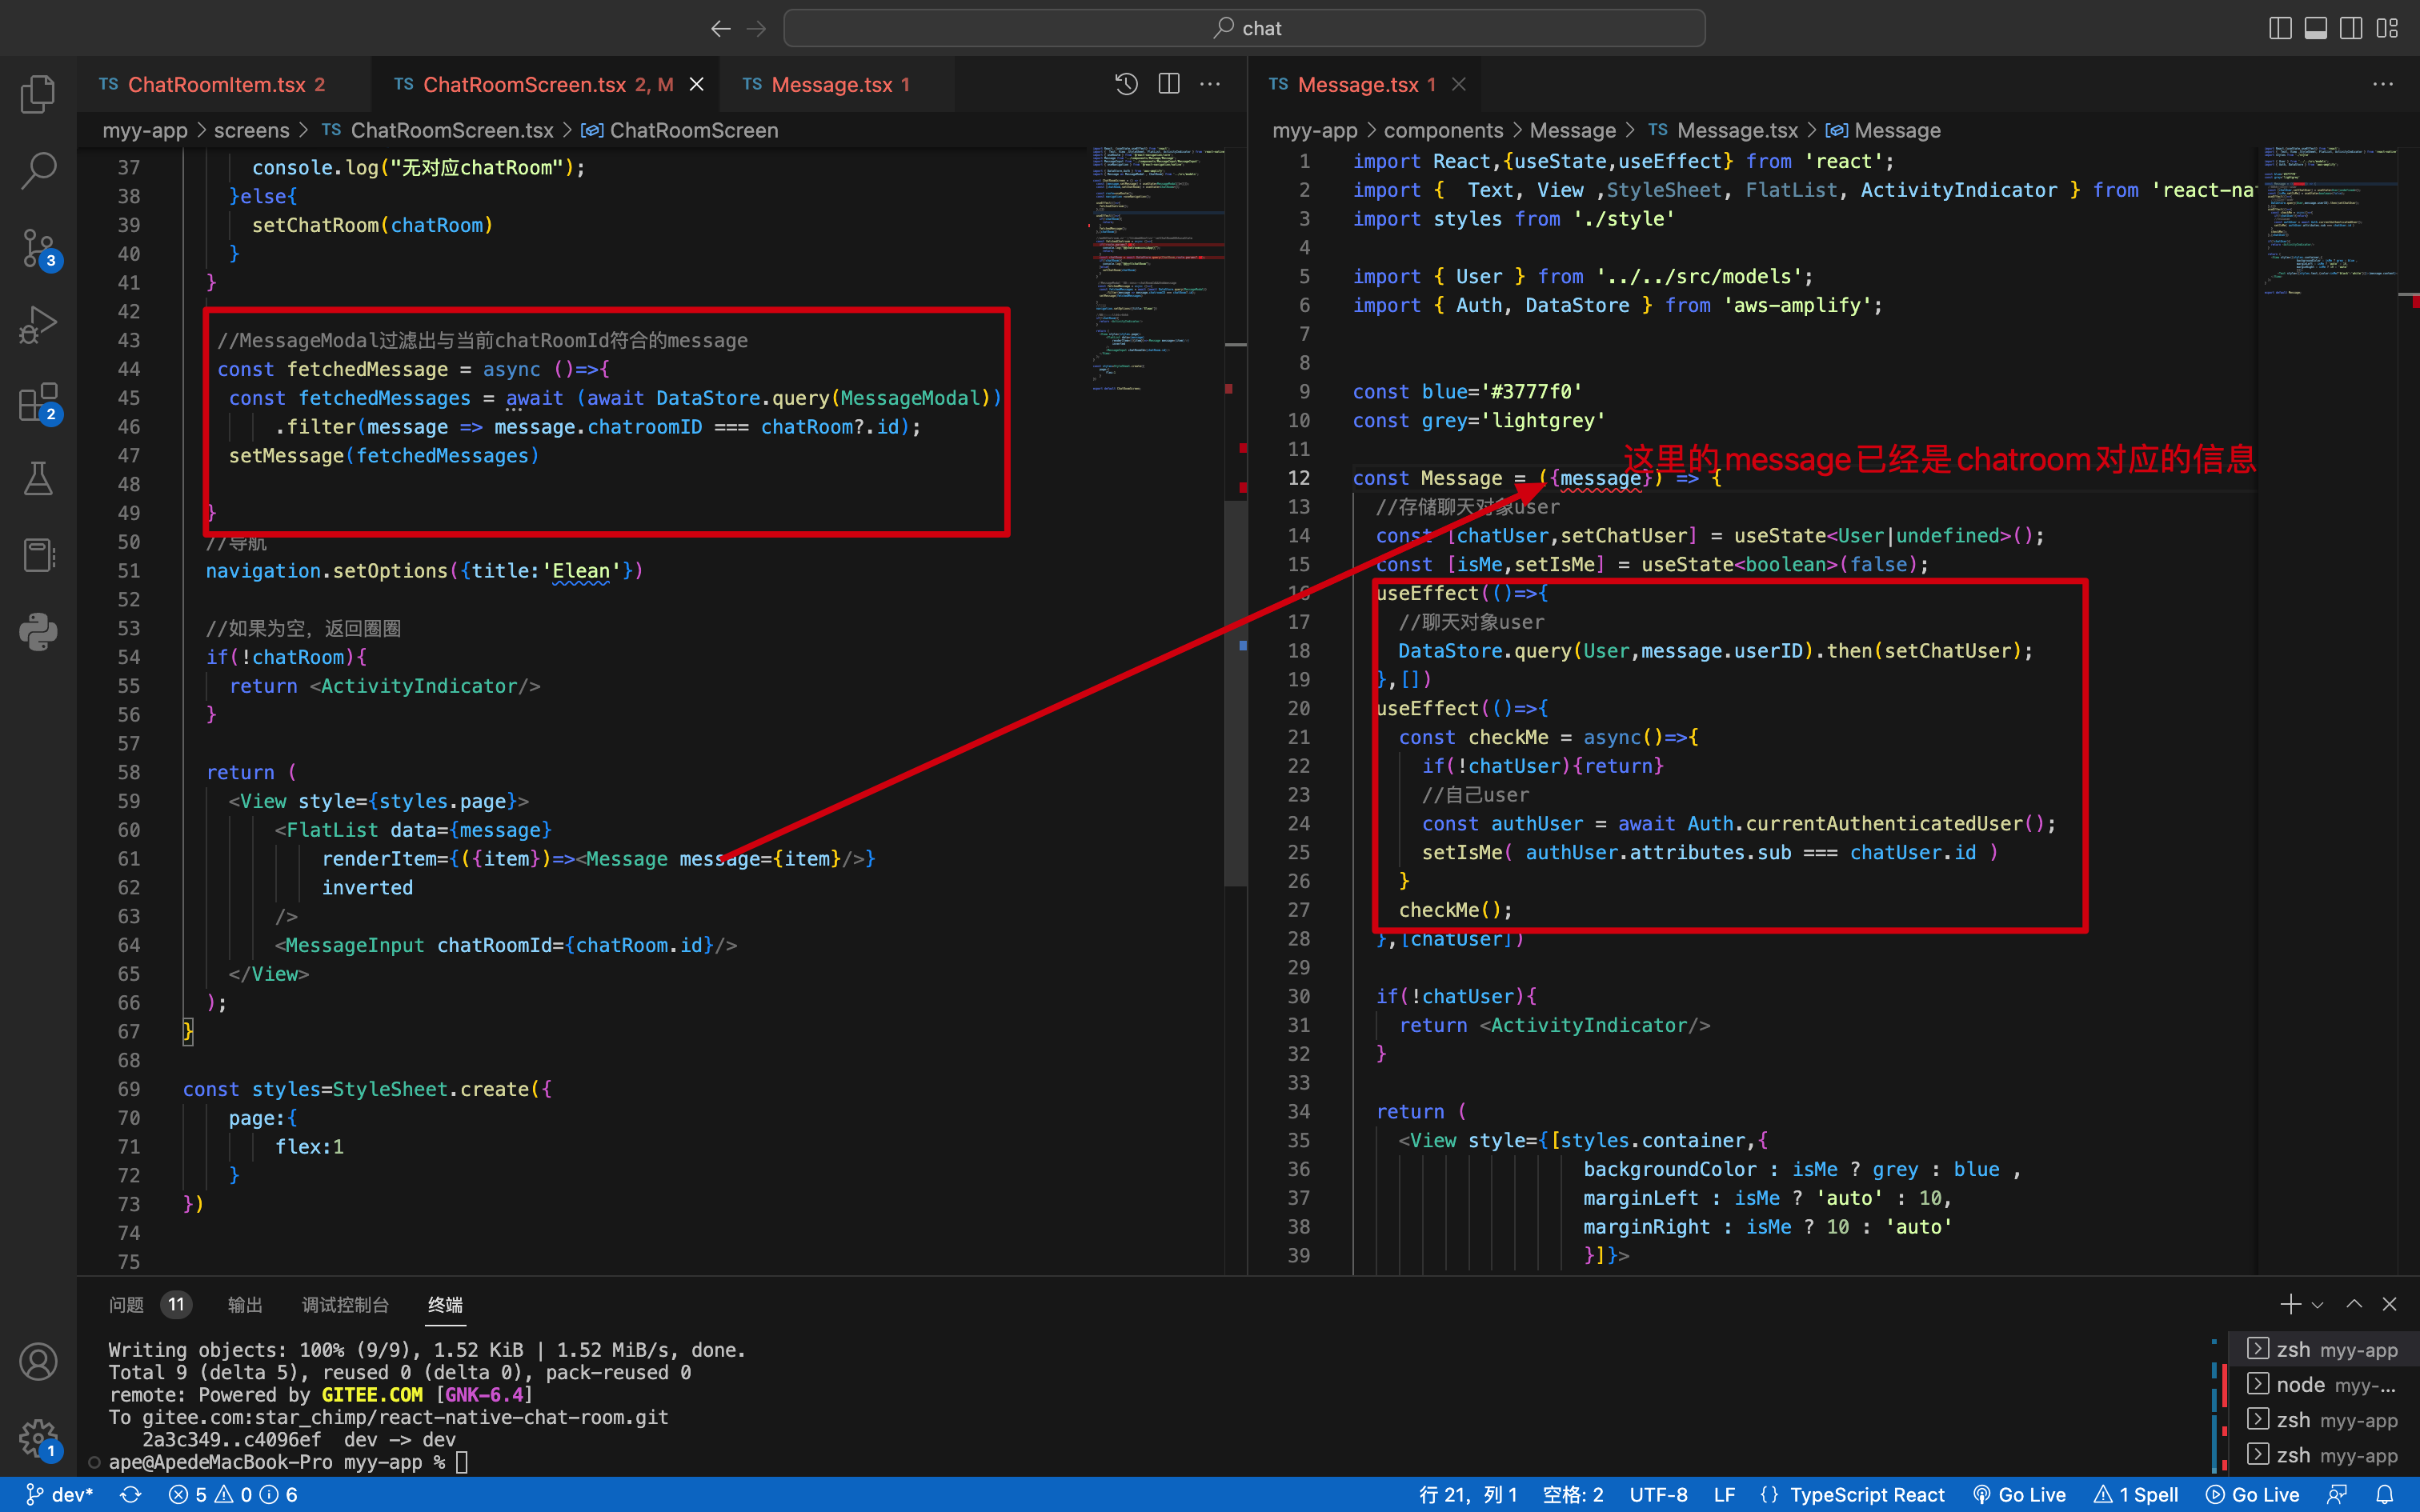 chat
TS ChatRoomItem.tsx 2
TS ChatRoomScreen.tsx 2, M
TS Message.tsx 1
myy-app > screens > TS ChatRoomScreen.tsx > ChatRoomScreen
37 console.log("无对应chatRoom");
38 }else{
39 setChatRoom(chatRoom)
40 }
41 }
42
43 //MessageModal过滤出与当前chatRoomId符合的message
44 const fetchedMessage = async ()=>{
45 const fetchedMessages = await (await DataStore.query(MessageModal))
46 .filter(message => message.chatroomID === chatRoom?.id);
47 setMessage(fetchedMessages)
48
49 }
50 //导航
51 navigation.setOptions({title:'Elean'})
52
53 //如果为空，返回圈圈
54 if(!chatRoom){
55 return <ActivityIndicator/>
56 }
57
58 return (
59 <View style={styles.page}>
60 <FlatList data={message}
61 renderItem={({item})=><Message message={item}/>}
62 inverted
63 />
64 <MessageInput chatRoomId={chatRoom.id}/>
65 </View>
66 );
67 }
68
69 const styles=StyleSheet.create({
70 page:{
71 flex:1
72 }
73 })
74
75
TS Message.tsx 1
myy-app > components > Message > TS Message.tsx > Message
1 import React,{useState,useEffect} from 'react';
2 import {  Text, View ,StyleSheet, FlatList, ActivityIndicator } from 'react-na
3 import styles from './style'
4
5 import { User } from '../../src/models';
6 import { Auth, DataStore } from 'aws-amplify';
7
8
9 const blue='#3777f0'
10 const grey='lightgrey'
11
这里的message已经是chatroom对应的信息
12 const Message = ({message}) => {
13 //存储聊天对象user
14 const [chatUser,setChatUser] = useState<User|undefined>();
15 const [isMe,setIsMe] = useState<boolean>(false);
16 useEffect(()=>{
17 //聊天对象user
18 DataStore.query(User,message.userID).then(setChatUser);
19 },[])
20 useEffect(()=>{
21 const checkMe = async()=>{
22 if(!chatUser){return}
23 //自己user
24 const authUser = await Auth.currentAuthenticatedUser();
25 setIsMe( authUser.attributes.sub === chatUser.id )
26 }
27 checkMe();
28 },[chatUser])
29
30 if(!chatUser){
31 return <ActivityIndicator/>
32 }
33
34 return (
35 <View style={[styles.container,{
36 backgroundColor : isMe ? grey : blue ,
37 marginLeft : isMe ? 'auto' : 10,
38 marginRight : isMe ? 10 : 'auto'
39 }]}>
3
2
1
问题 11 输出 调试控制台 终端
Writing objects: 100% (9/9), 1.52 KiB | 1.52 MiB/s, done.
Total 9 (delta 5), reused 0 (delta 0), pack-reused 0
remote: Powered by GITEE.COM [GNK-6.4]
To gitee.com:star_chimp/react-native-chat-room.git
2a3c349..c4096ef  dev -> dev
ape@ApedeMacBook-Pro myy-app %
zsh myy-app
node myy-...
zsh myy-app
zsh myy-app
dev* 5 0 6 行 21，列 1 空格: 2 UTF-8 LF {} TypeScript React Go Live 1 Spell Go Live